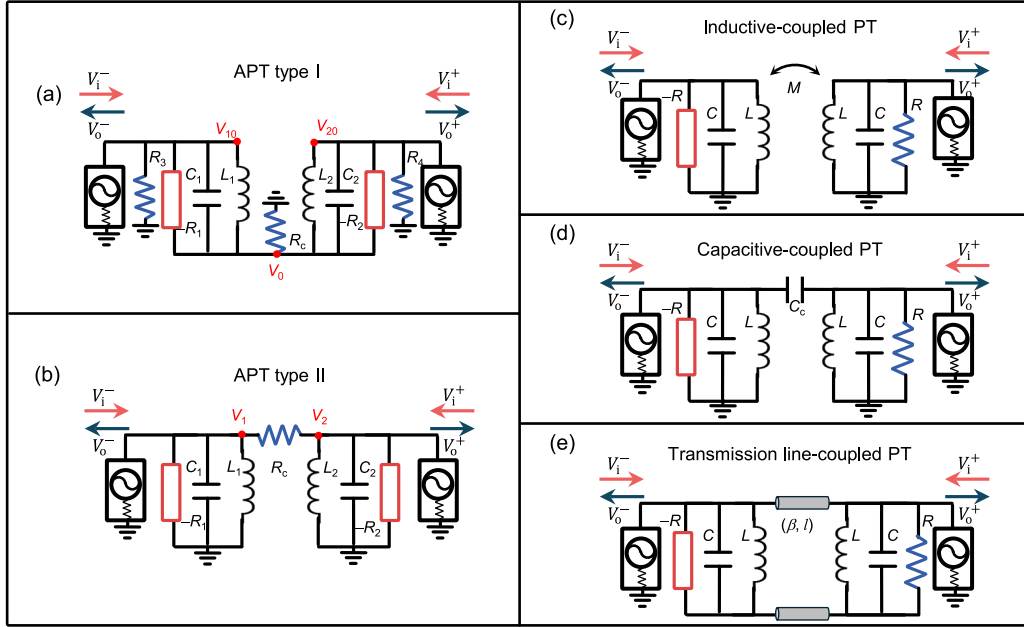 (a)
APT type I
V_i^-
V_o^-
V_i^+
V_o^+
V_10
V_20
R_3
C_1
L_1
–R_1
R_c
V_0
L_2
C_2
–R_2
R_4
(b)
APT type II
V_i^-
V_o^-
V_i^+
V_o^+
V_1
V_2
R_c
C_1
L_1
–R_1
L_2
C_2
–R_2
(c)
Inductive-coupled PT
V_i^-
V_o^-
V_i^+
V_o^+
M
–R
C
L
L
C
R
(d)
Capacitive-coupled PT
V_i^-
V_o^-
V_i^+
V_o^+
–R
C
L
C_c
L
C
R
(e)
Transmission line-coupled PT
V_i^-
V_o^-
V_i^+
V_o^+
–R
C
L
(β, l)
L
C
R